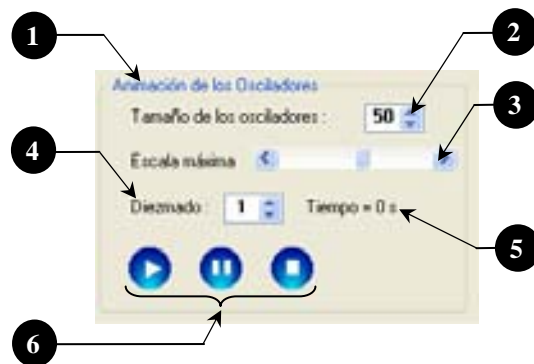 1
2
Animación de los Osciladores
Tamaño de los osciladores : 50
3
4
Escala máxima
Diezmado : 1 Tiempo = 0 s
5
6